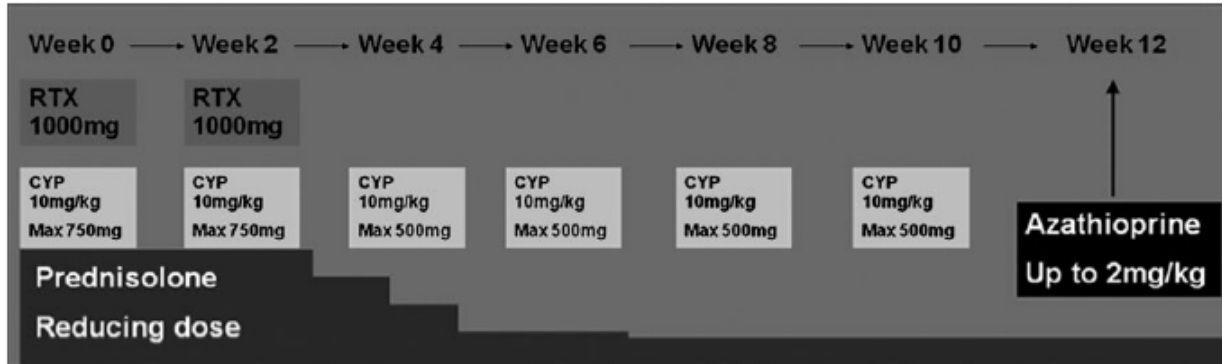 Week 0 Week 2 Week 4 Week 6 Week 8 Week 10 Week 12
RTX
1000mg
RTX
1000mg
CYP
10mg/kg
Max 750mg
CYP
10mg/kg
Max 750mg
CYP
10mg/kg
Max 500mg
CYP
10mg/kg
Max 500mg
CYP
10mg/kg
Max 500mg
CYP
10mg/kg
Max 500mg
Azathioprine
Up to 2mg/kg
Prednisolone
Reducing dose